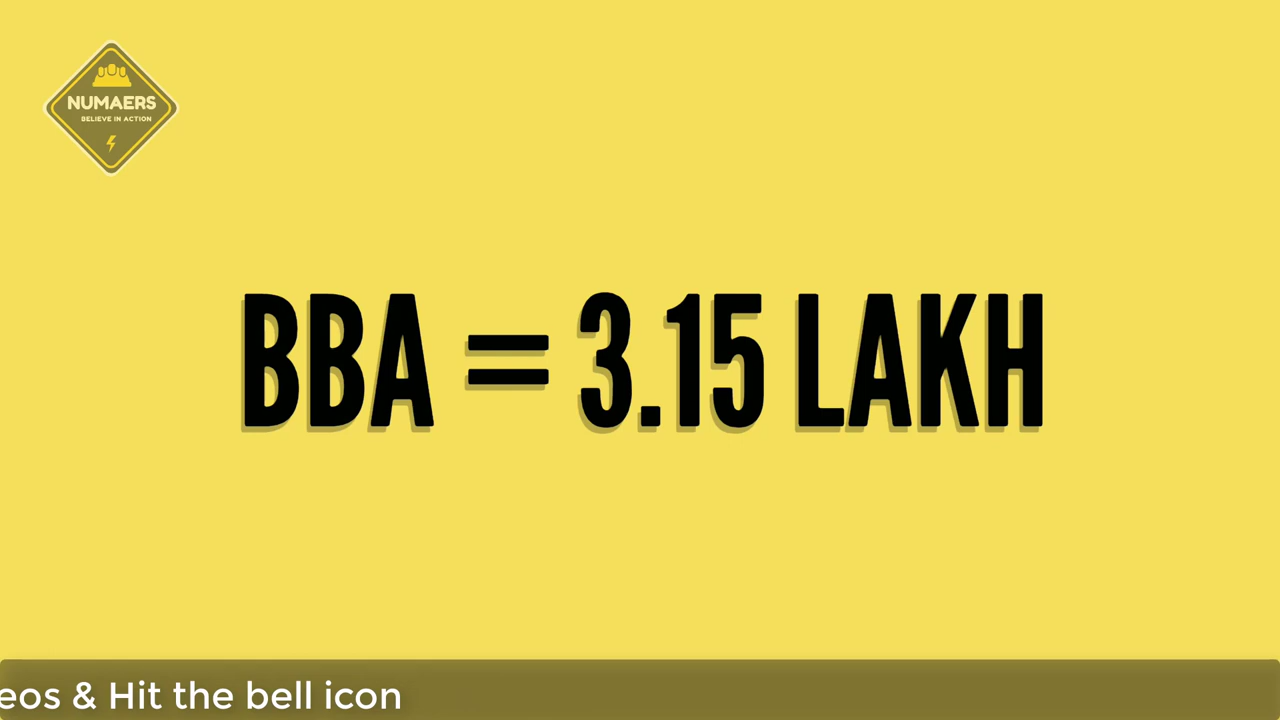 NUMAERS
BELIEVE IN ACTION
BBA = 3.15 LAKH
eos & Hit the bell icon